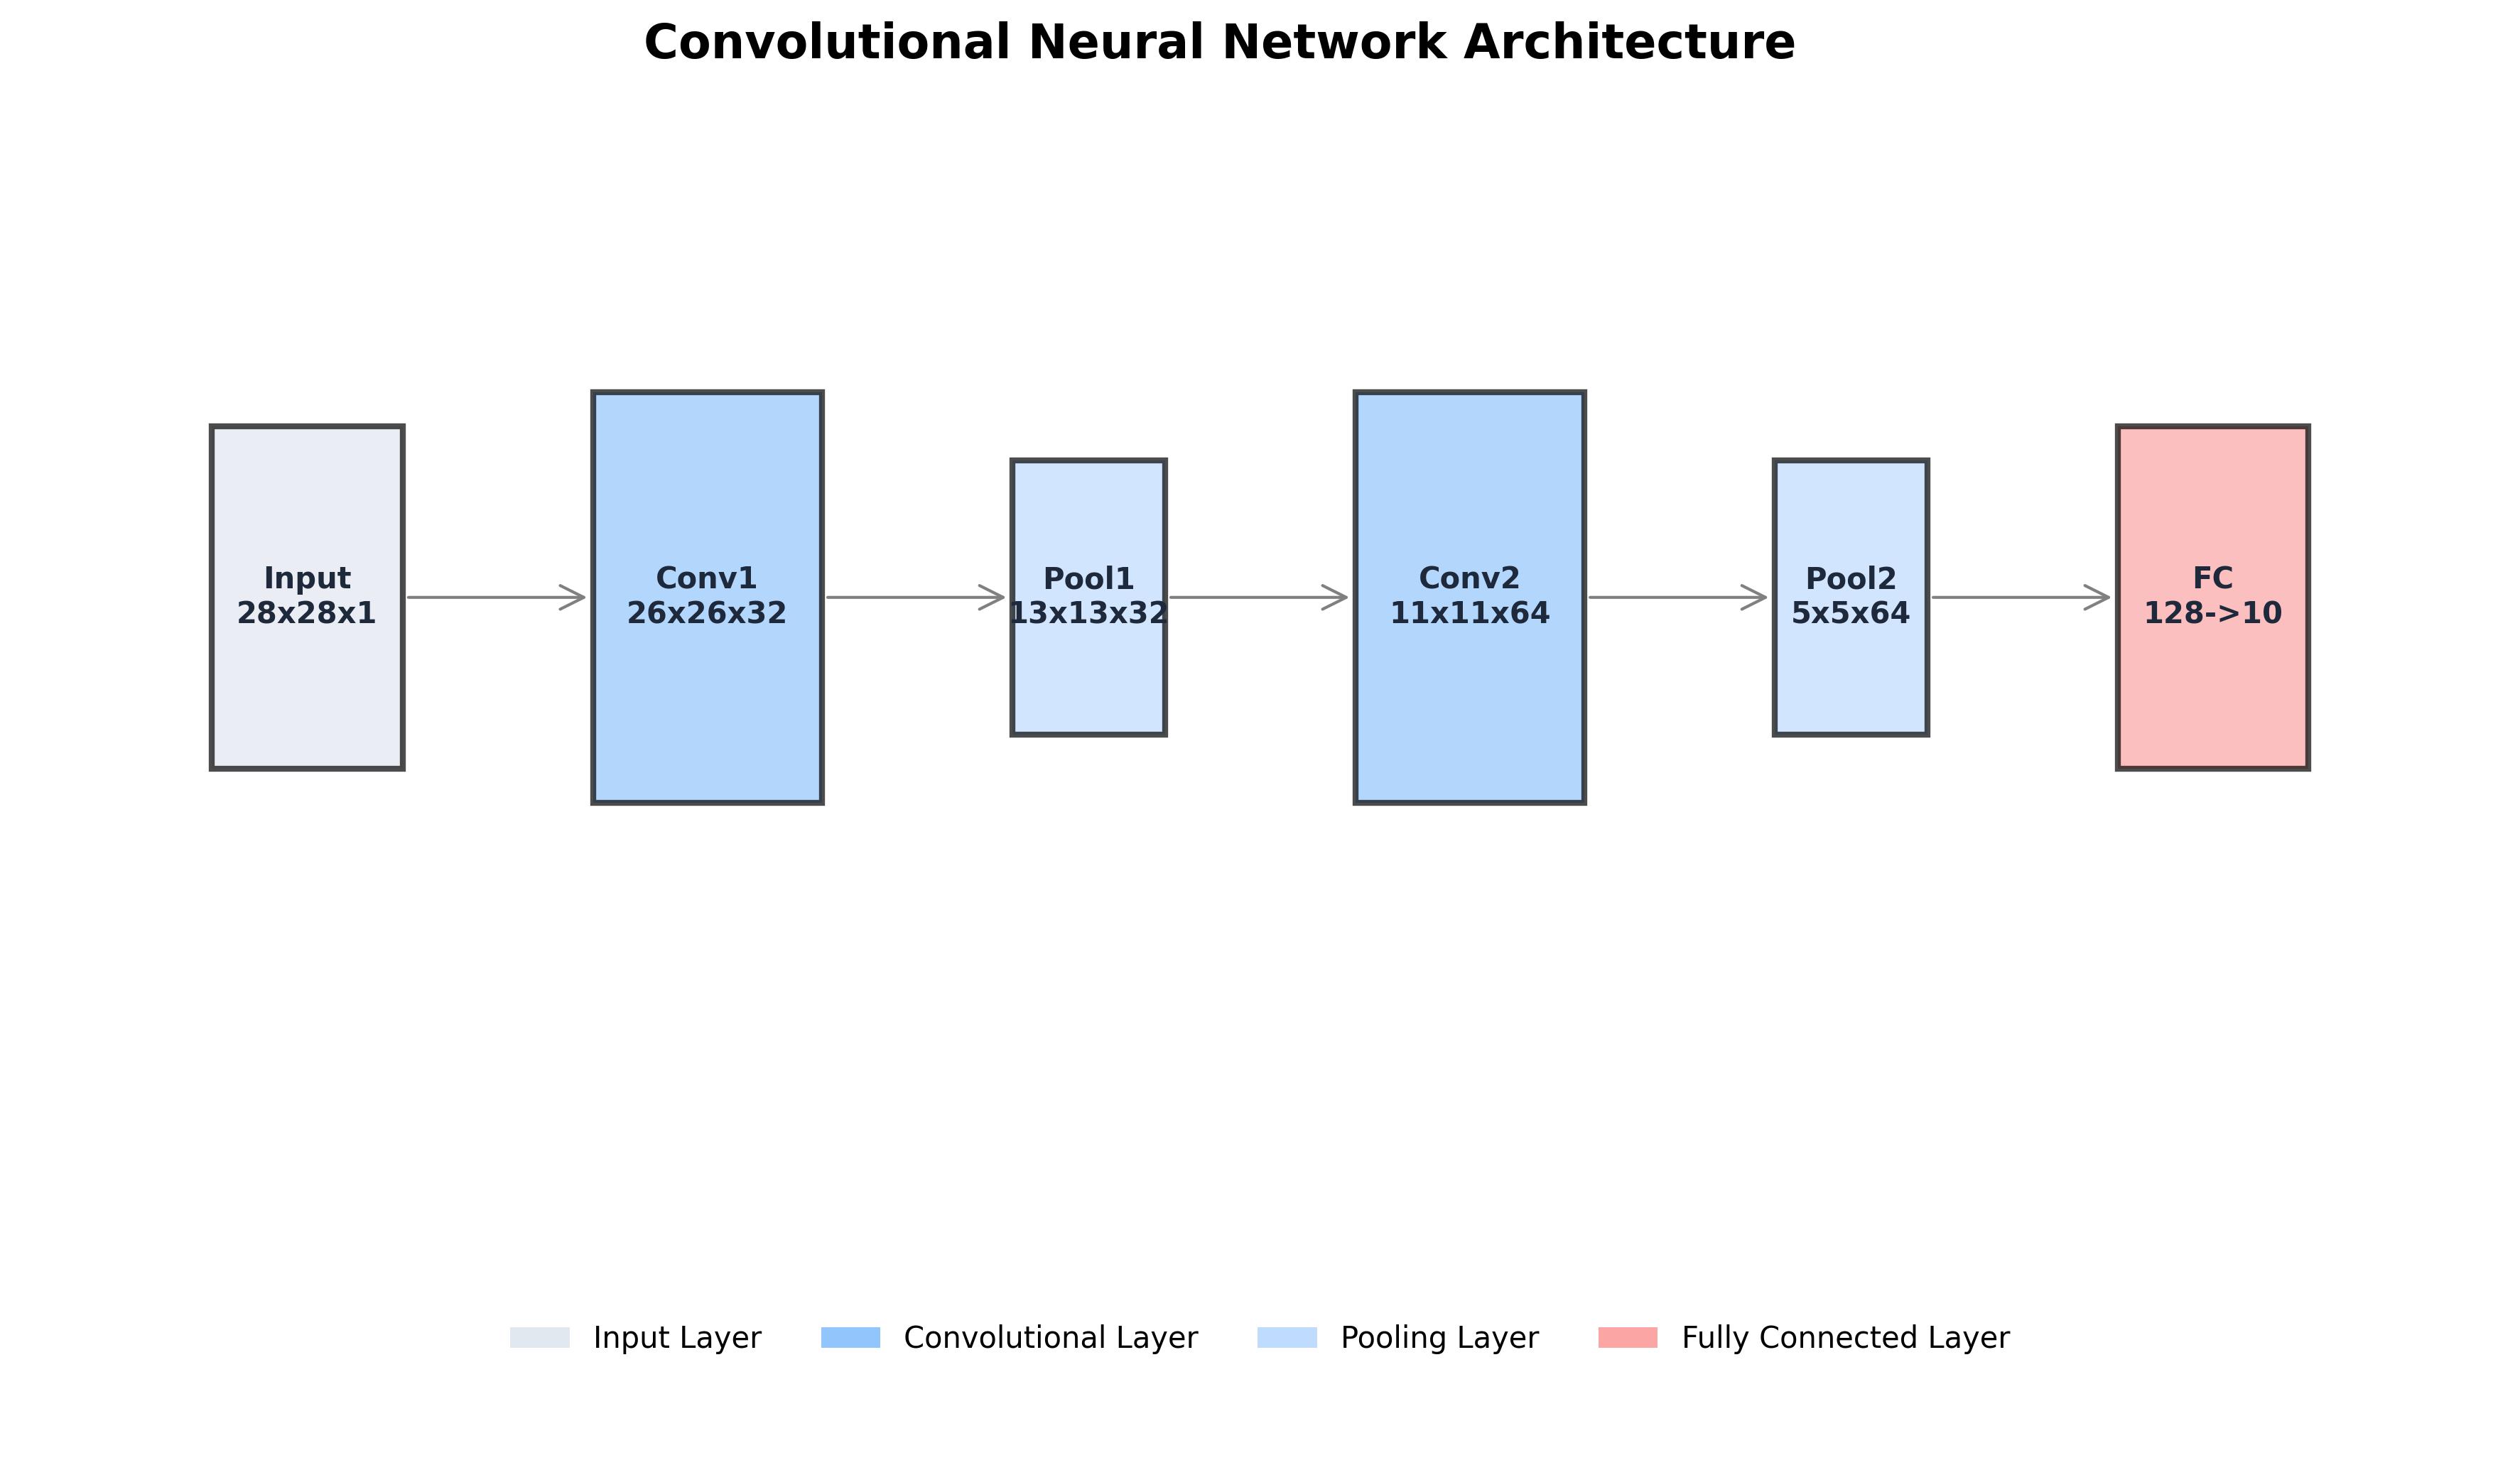 Convolutional Neural Network Architecture
Input
28x28x1
Conv1
26x26x32
Pool1
13x13x32
Conv2
11x11x64
Pool2
5x5x64
FC
128->10
Input Layer
Convolutional Layer
Pooling Layer
Fully Connected Layer